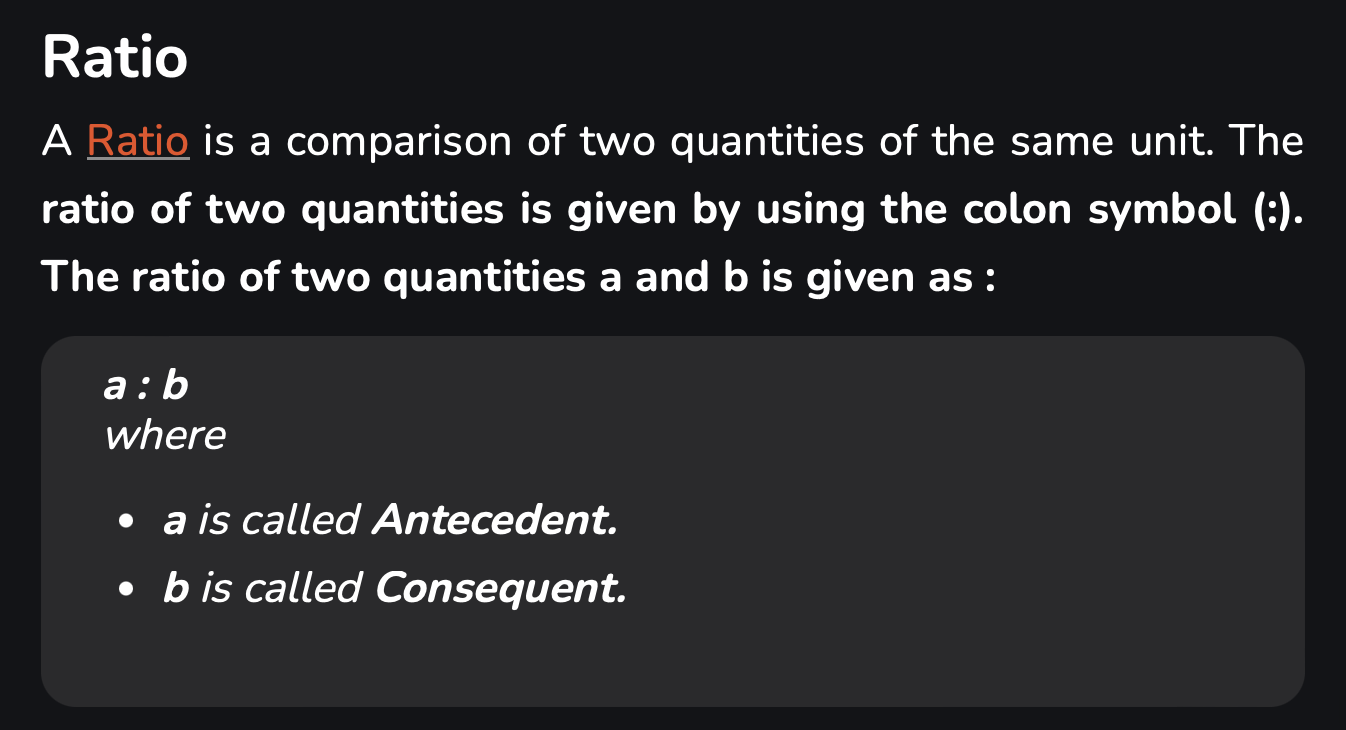 Ratio
A Ratio is a comparison of two quantities of the same unit. The
ratio of two quantities is given by using the colon symbol (:).
The ratio of two quantities a and b is given as :
a : b
where
• a is called Antecedent.
• b is called Consequent.